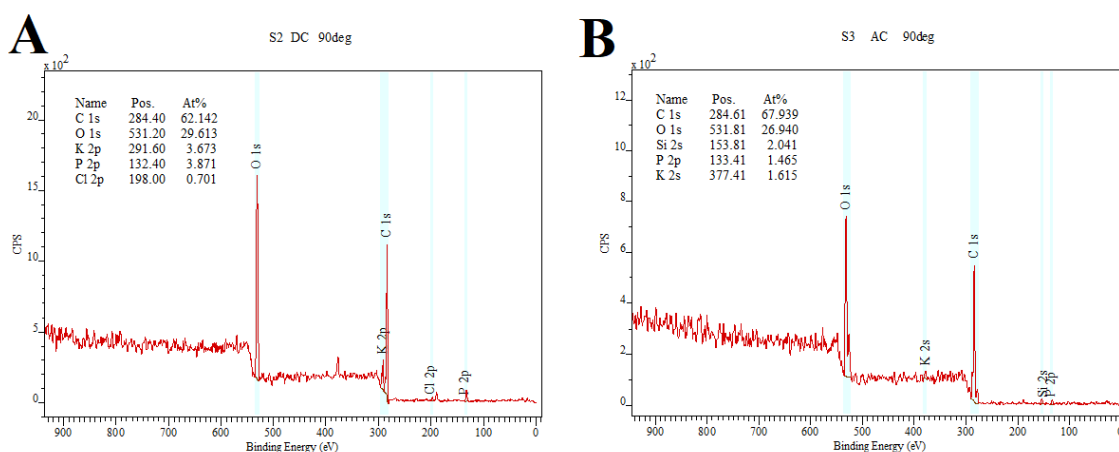 A
S2 DC 90deg
x10²
Name Pos. At%
C 1s 284.40 62.142
O 1s 531.20 29.613
K 2p 291.60 3.673
P 2p 132.40 3.871
Cl 2p 198.00 0.701
20
15
10
5
0
CPS
O 1s
C 1s
K 2p
Cl 2p
P 2p
900 800 700 600 500 400 300 200 100 0
Binding Energy (eV)
B
S3 AC 90deg
x10²
Name Pos. At%
C 1s 284.61 67.939
O 1s 531.81 26.940
Si 2s 153.81 2.041
P 2p 133.41 1.465
K 2s 377.41 1.615
12
10
8
6
4
2
0
CPS
O 1s
K 2s
C 1s
Si 2s
P 2p
900 800 700 600 500 400 300 200 100 0
Binding Energy (eV)